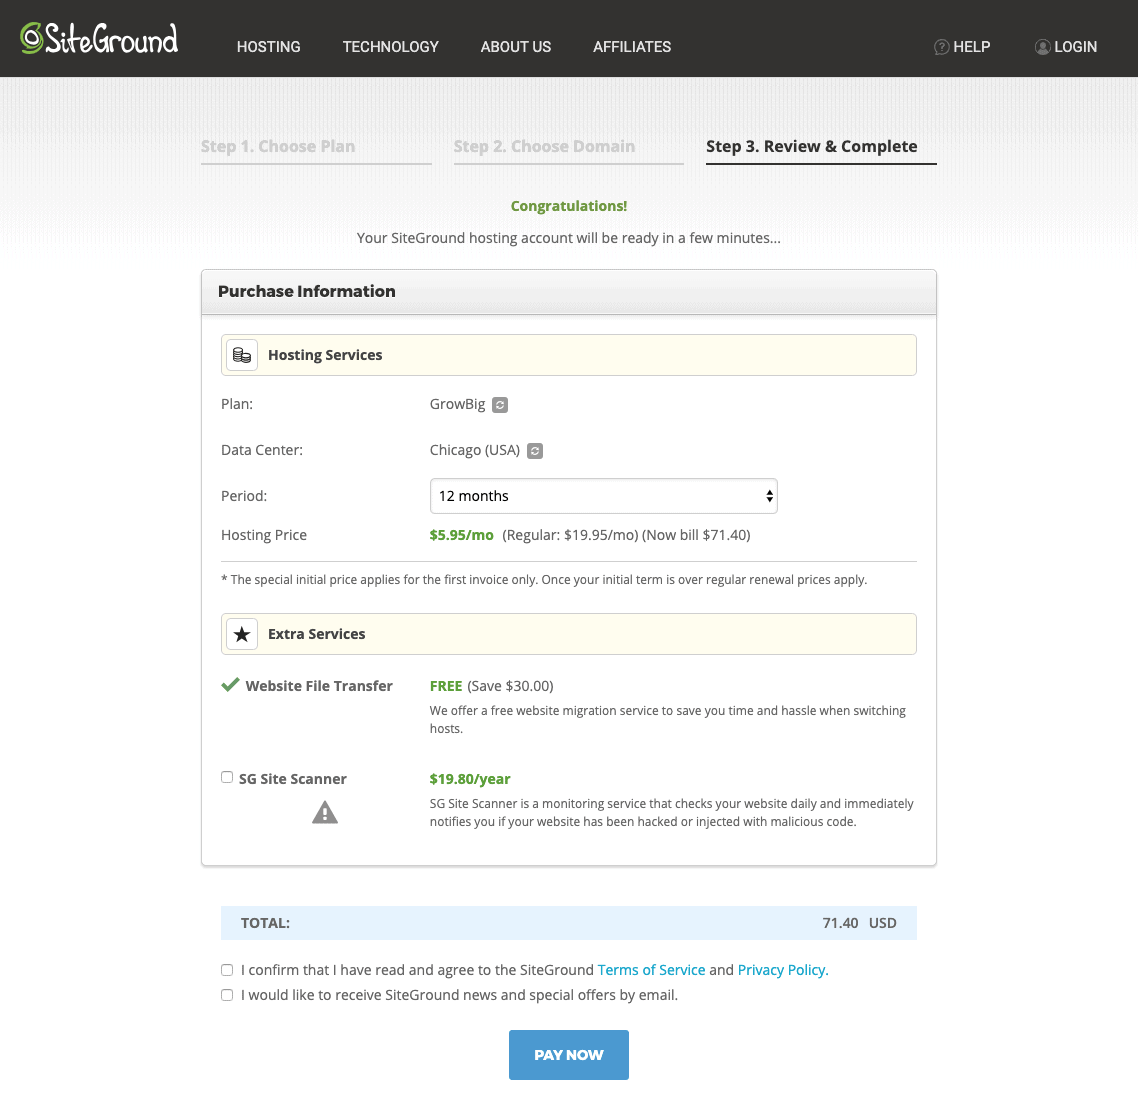 SiteGround HOSTING TECHNOLOGY ABOUT US AFFILIATES ? HELP LOGIN
Step 1. Choose Plan Step 2. Choose Domain Step 3. Review & Complete
Congratulations!
Your SiteGround hosting account will be ready in a few minutes...
Purchase Information
Hosting Services
Plan: GrowBig
Data Center: Chicago (USA)
Period: 12 months
Hosting Price $5.95/mo (Regular: $19.95/mo) (Now bill $71.40)
* The special initial price applies for the first invoice only. Once your initial term is over regular renewal prices apply.
Extra Services
Website File Transfer FREE (Save $30.00)
We offer a free website migration service to save you time and hassle when switching
hosts.
SG Site Scanner $19.80/year
SG Site Scanner is a monitoring service that checks your website daily and immediately
notifies you if your website has been hacked or injected with malicious code.
TOTAL: 71.40 USD
I confirm that I have read and agree to the SiteGround Terms of Service and Privacy Policy.
I would like to receive SiteGround news and special offers by email.
PAY NOW